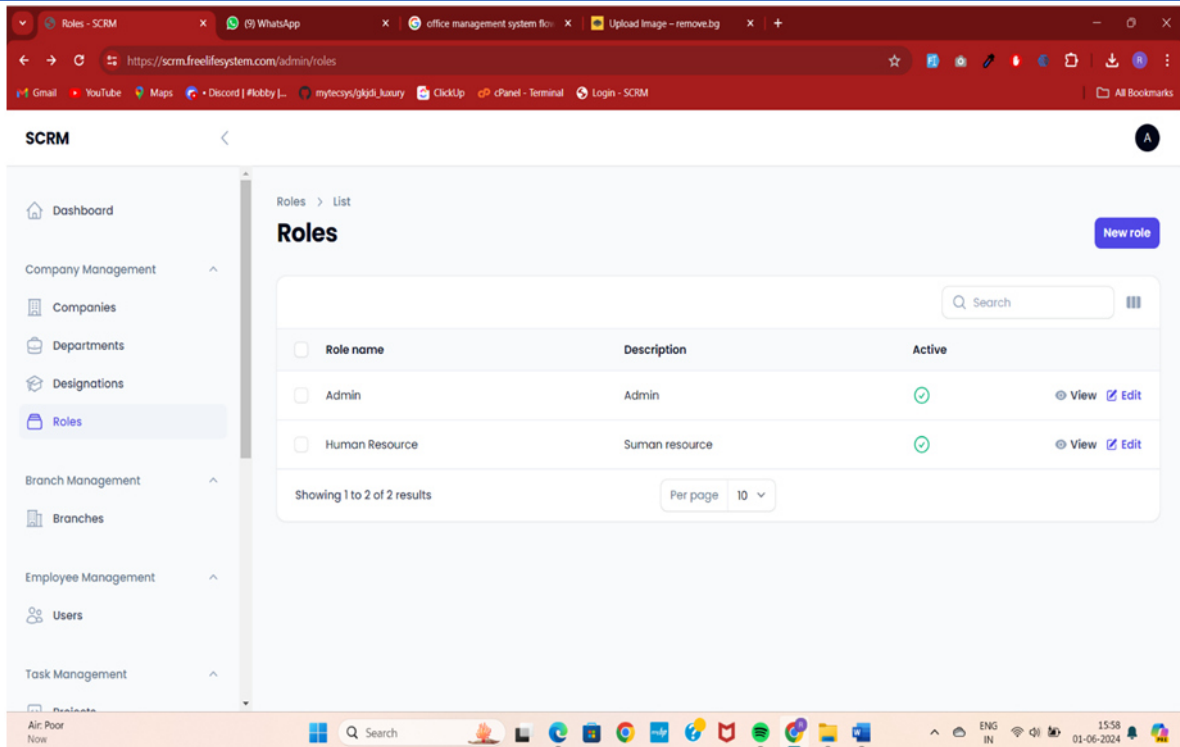 Roles - SCRM
(9) WhatsApp
office management system flow
Upload Image – remove.bg
https://scrm.freelifesystem.com/admin/roles
R
Gmail YouTube Maps • Discord | #lobby |... mytecsys/gkjdi_luxury ClickUp cPanel - Terminal Login - SCRM All Bookmarks
SCRM
A
Dashboard
Company Management
Companies
Departments
Designations
Roles
Branch Management
Branches
Employee Management
Users
Task Management
Projects
Roles > List
Roles
New role
Search
Role name Description Active
Admin Admin View Edit
Human Resource Suman resource View Edit
Showing 1 to 2 of 2 results
Per page 10
Air: Poor
Now
Search
ENG
IN
15:58
01-06-2024